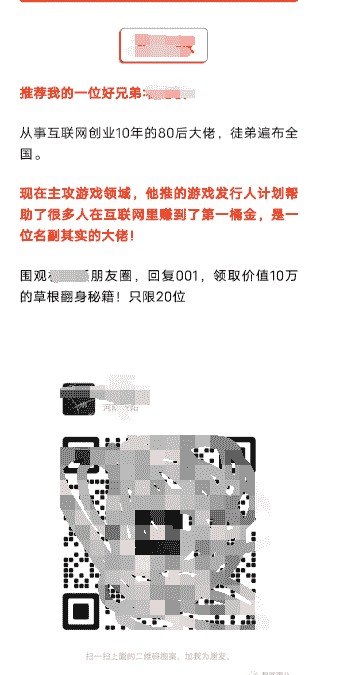 推荐我的一位好兄弟:
从事互联网创业10年的80后大佬，徒弟遍布全
国。
现在主攻游戏领域，他推的游戏发行人计划帮
助了很多人在互联网里赚到了第一桶金，是一
位名副其实的大佬！
围观 朋友圈，回复001，领取价值10万
的草根翻身秘籍！只限20位
扫一扫上面的二维码图案，加我为朋友。